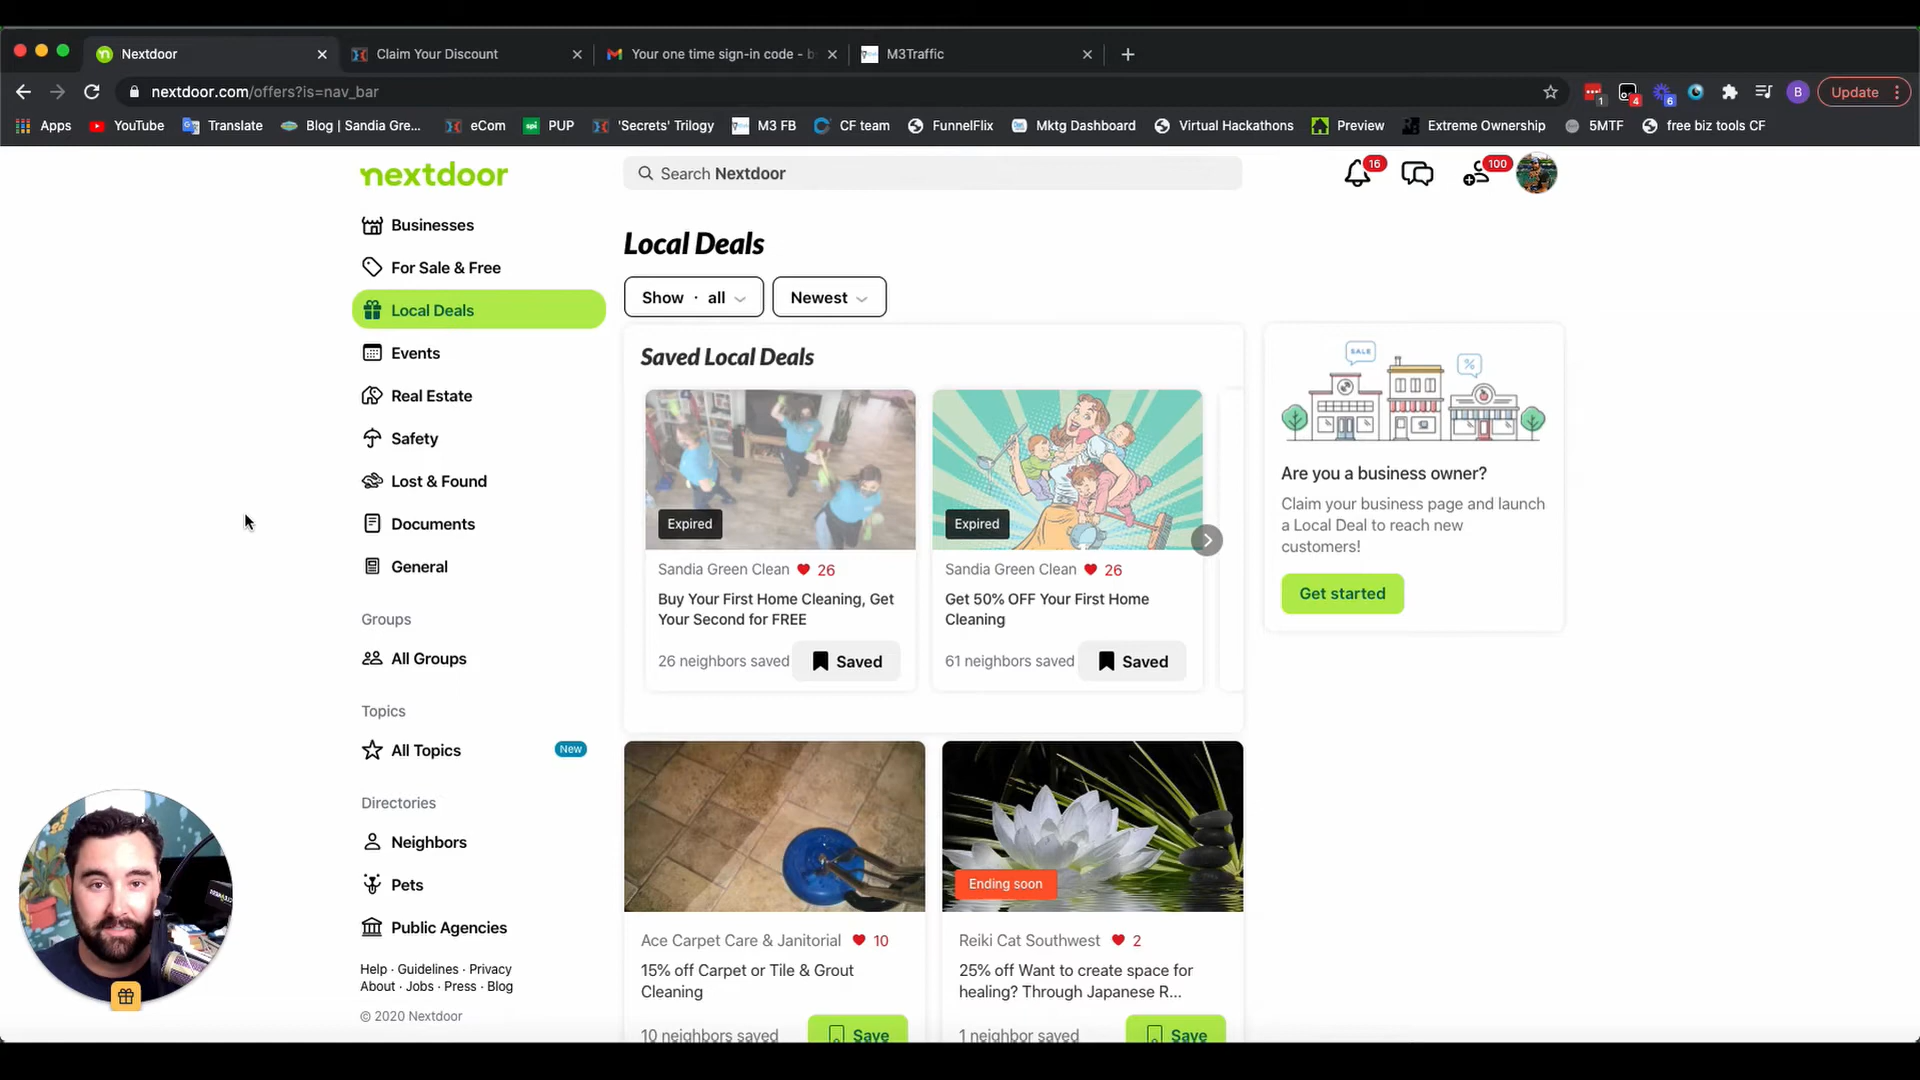 Nextdoor
Claim Your Discount
Your one time sign-in code - b
M3Traffic
nextdoor.com/offers?is=nav_bar
1
4
6
B
Update
Apps
YouTube
Translate
Blog | Sandia Gre...
eCom
PUP
'Secrets' Trilogy
M3 FB
CF team
FunnelFlix
Mktg Dashboard
Virtual Hackathons
Preview
Extreme Ownership
5MTF
free biz tools CF
nextdoor
Search Nextdoor
16
100
Businesses
For Sale & Free
Local Deals
Events
Real Estate
Safety
Lost & Found
Documents
General
Groups
All Groups
Topics
All Topics
New
Directories
Neighbors
Pets
Public Agencies
Help · Guidelines · Privacy
About · Jobs · Press · Blog
© 2020 Nextdoor
Local Deals
Show · all
Newest
Saved Local Deals
Expired
Sandia Green Clean 26
Buy Your First Home Cleaning, Get
Your Second for FREE
26 neighbors saved
Saved
Expired
Sandia Green Clean 26
Get 50% OFF Your First Home
Cleaning
61 neighbors saved
Saved
Ace Carpet Care & Janitorial 10
15% off Carpet or Tile & Grout
Cleaning
10 neighbors saved
Save
Ending soon
Reiki Cat Southwest 2
25% off Want to create space for
healing? Through Japanese R...
1 neighbor saved
Save
SALE
%
Are you a business owner?
Claim your business page and launch
a Local Deal to reach new
customers!
Get started